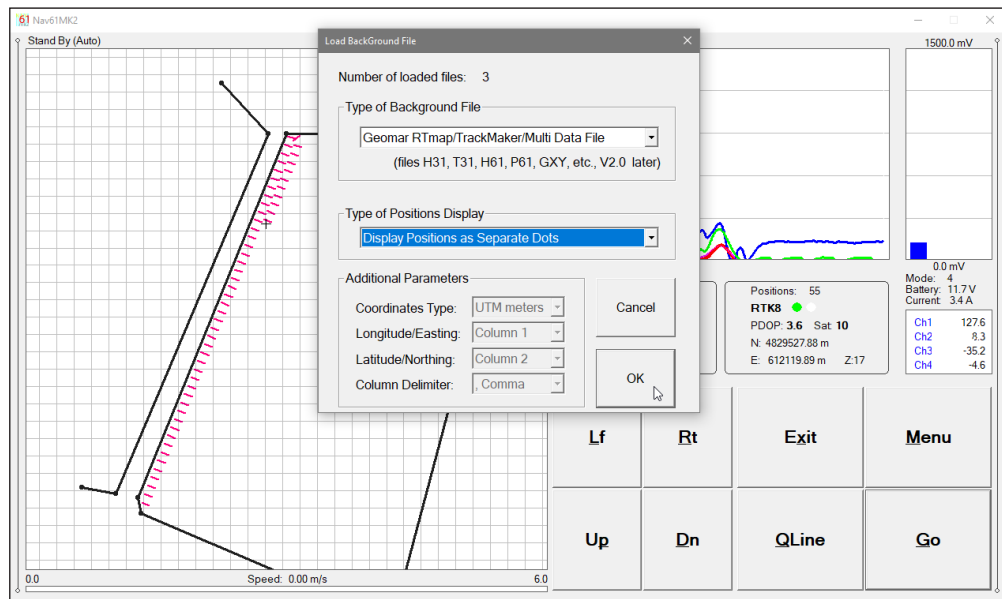 61 Nav61MK2
Stand By (Auto)
Load BackGround File
Number of loaded files: 3
Type of Background File
Geomar RTmap/TrackMaker/Multi Data File
(files H31, T31, H61, P61, GXY, etc., V2.0 later)
Type of Positions Display
Display Positions as Separate Dots
Additional Parameters
Coordinates Type: UTM meters
Longitude/Easting: Column 1
Latitude/Northing: Column 2
Column Delimiter: , Comma
Cancel
OK
1500.0 mV
0.0 mV
Mode: 4
Battery: 11.7 V
Current: 3.4 A
Positions: 55
RTK8
PDOP: 3.6 Sat: 10
N: 4829527.88 m
E: 612119.89 m Z:17
Ch1 127.6
Ch2 8.3
Ch3 -35.2
Ch4 -4.6
Lf
Rt
Exit
Menu
Up
Dn
QLine
Go
0.0 Speed: 0.00 m/s 6.0